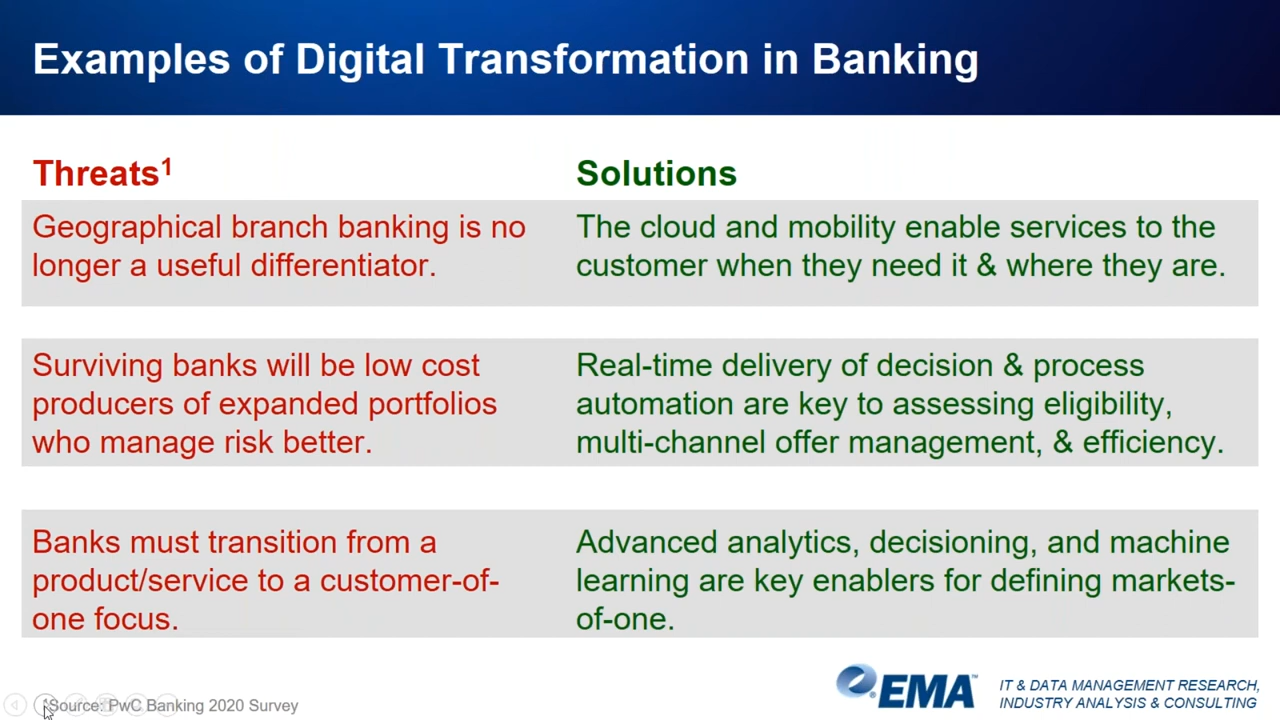 Examples of Digital Transformation in Banking
Threats¹
Solutions
Geographical branch banking is no
longer a useful differentiator.
The cloud and mobility enable services to the
customer when they need it & where they are.
Surviving banks will be low cost
producers of expanded portfolios
who manage risk better.
Real-time delivery of decision & process
automation are key to assessing eligibility,
multi-channel offer management, & efficiency.
Banks must transition from a
product/service to a customer-of-
one focus.
Advanced analytics, decisioning, and machine
learning are key enablers for defining markets-
of-one.
¹Source: PwC Banking 2020 Survey
EMA™
IT & DATA MANAGEMENT RESEARCH,
INDUSTRY ANALYSIS & CONSULTING